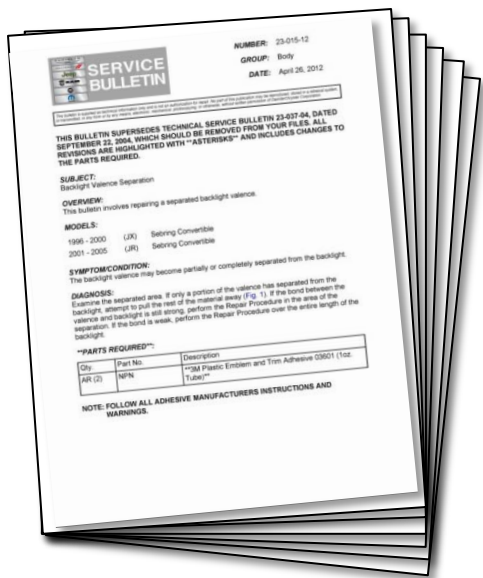 SERVICE
BULLETIN
NUMBER: 23-015-12
GROUP: Body
DATE: April 26, 2012
THIS BULLETIN SUPERSEDES TECHNICAL SERVICE BULLETIN 23-037-04, DATED
SEPTEMBER 22, 2004, WHICH SHOULD BE REMOVED FROM YOUR FILES. ALL
REVISIONS ARE HIGHLIGHTED WITH **ASTERISKS** AND INCLUDES CHANGES TO
THE PARTS REQUIRED.
SUBJECT:
Backlight Valence Separation
OVERVIEW:
This bulletin involves repairing a separated backlight valence.
MODELS:
1996 - 2000 (JX) Sebring Convertible
2001 - 2005 (JR) Sebring Convertible
SYMPTOM/CONDITION:
The backlight valence may become partially or completely separated from the backlight.
DIAGNOSIS:
Examine the separated area. If only a portion of the valence has separated from the
backlight, attempt to pull the rest of the material away (Fig. 1). If the bond between the
valence and backlight is still strong, perform the Repair Procedure in the area of the
separation. If the bond is weak, perform the Repair Procedure over the entire length of the
backlight.
**PARTS REQUIRED**:
Qty. Part No. Description
AR (2) NPN **3M Plastic Emblem and Trim Adhesive 03601 (1oz.
Tube)**
NOTE: FOLLOW ALL ADHESIVE MANUFACTURERS INSTRUCTIONS AND
WARNINGS.